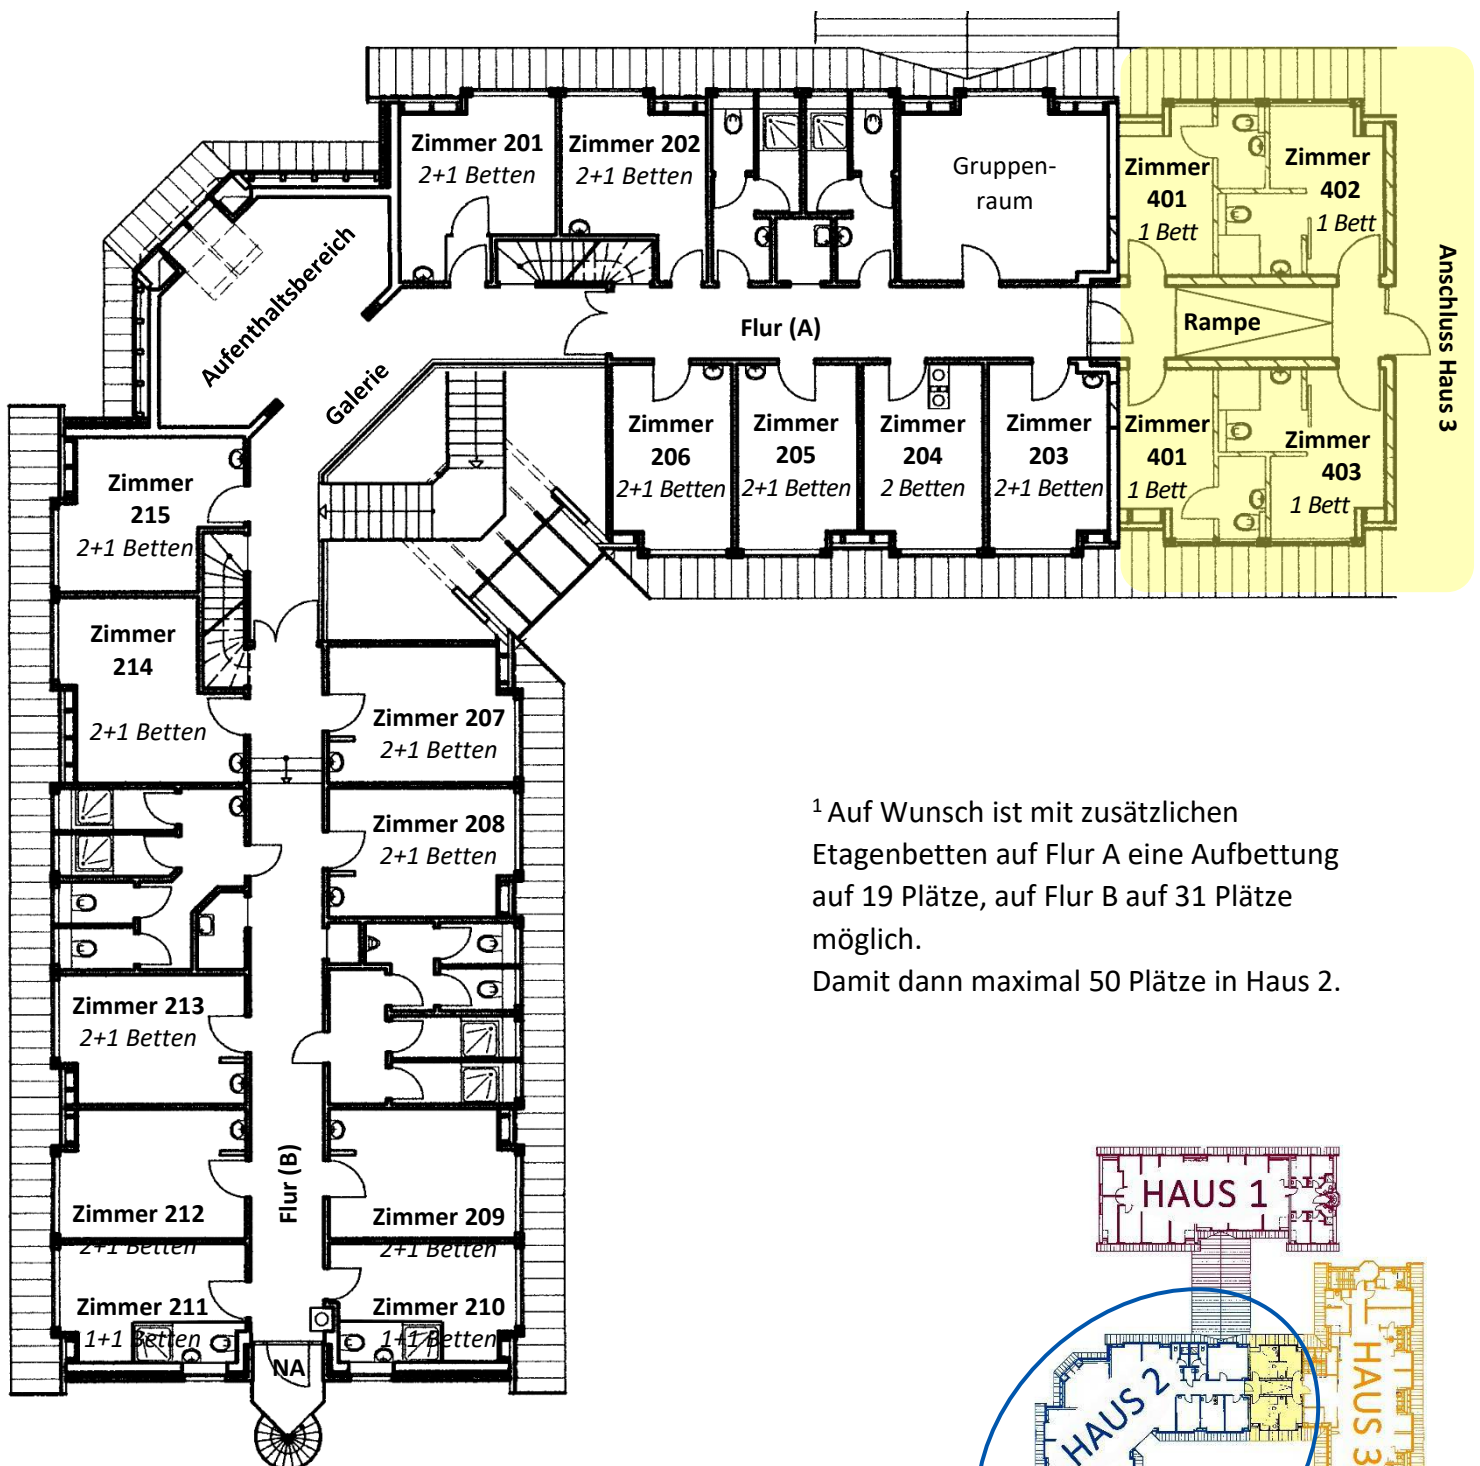 Zimmer 201
2+1 Betten
Zimmer 202
2+1 Betten
Gruppen-
raum
Zimmer
401
1 Bett
Zimmer
402
1 Bett
Anschluss Haus 3
Aufenthaltsbereich
Galerie
Flur (A)
Rampe
Zimmer
206
2+1 Betten
Zimmer
205
2+1 Betten
Zimmer
204
2 Betten
Zimmer
203
2+1 Betten
Zimmer
401
1 Bett
Zimmer
403
1 Bett
Zimmer
215
2+1 Betten
Zimmer
214
2+1 Betten
Zimmer 207
2+1 Betten
Zimmer 208
2+1 Betten
Zimmer 213
2+1 Betten
Flur (B)
Zimmer 212
2+1 Betten
Zimmer 209
2+1 Betten
Zimmer 211
1+1 Betten
Zimmer 210
1+1 Betten
NA
1 Auf Wunsch ist mit zusätzlichen
Etagenbetten auf Flur A eine Aufbettung
auf 19 Plätze, auf Flur B auf 31 Plätze
möglich.
Damit dann maximal 50 Plätze in Haus 2.
HAUS 1
HAUS 2
HAUS 3